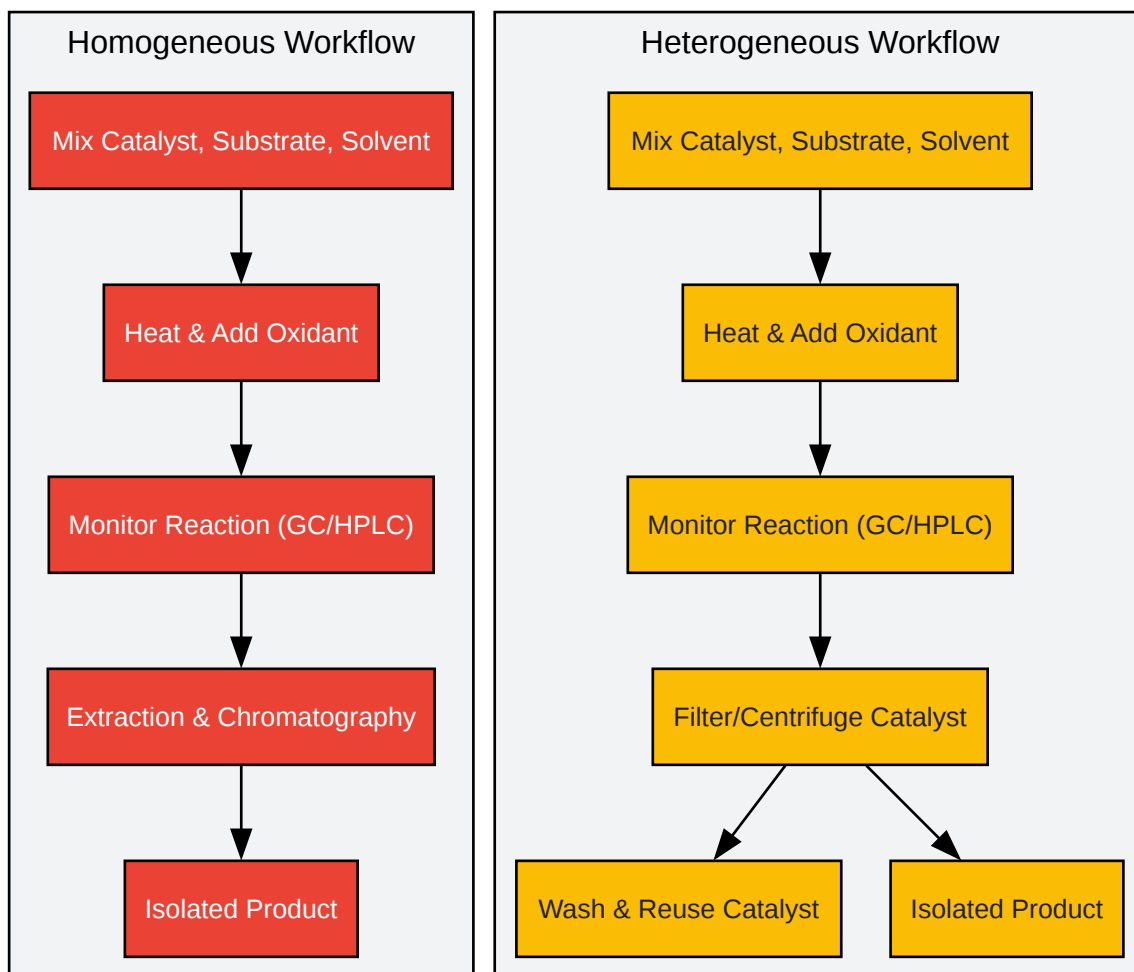 Homogeneous Workflow
Mix Catalyst, Substrate, Solvent
Heat & Add Oxidant
Monitor Reaction (GC/HPLC)
Extraction & Chromatography
Isolated Product
Heterogeneous Workflow
Mix Catalyst, Substrate, Solvent
Heat & Add Oxidant
Monitor Reaction (GC/HPLC)
Filter/Centrifuge Catalyst
Wash & Reuse Catalyst
Isolated Product